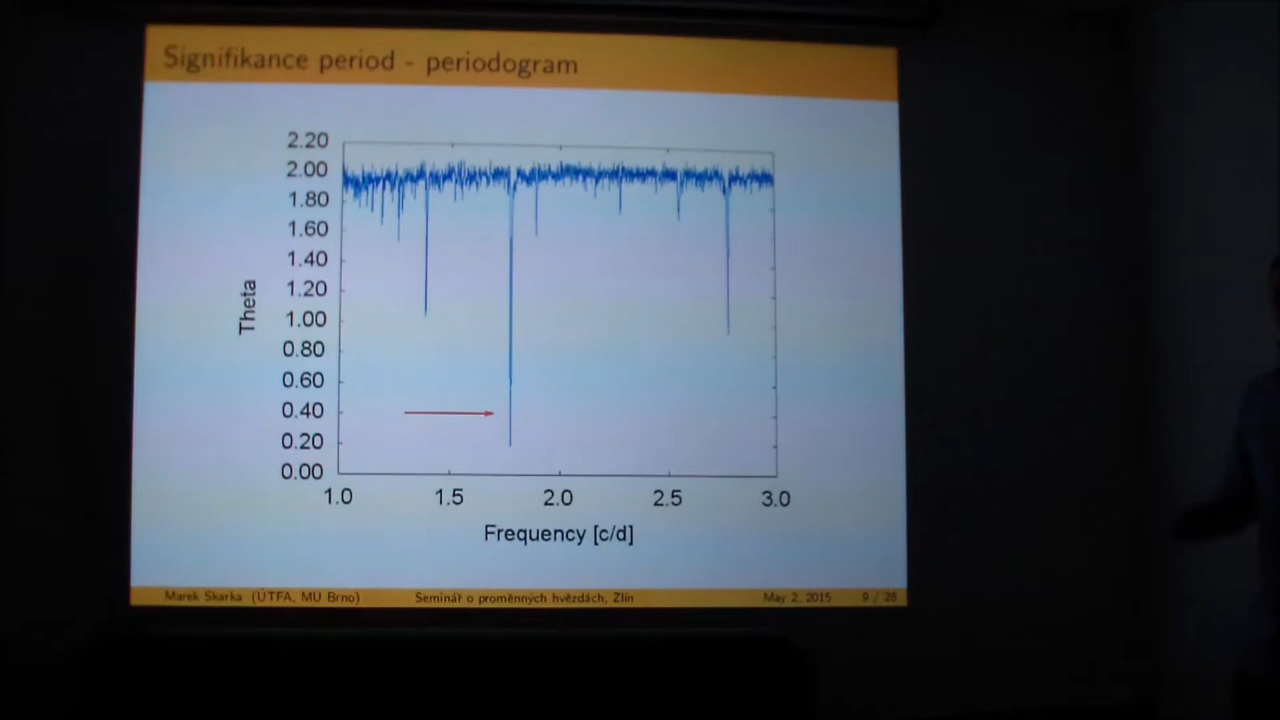 Signifikance period - periodogram
2.20
2.00
1.80
1.60
1.40
1.20
1.00
0.80
0.60
0.40
0.20
0.00
Theta
1.0 1.5 2.0 2.5 3.0
Frequency [c/d]
Marek Skarka (ÚTFA, MU Brno) Seminář o proměnných hvězdách, Zlín May 2, 2015 9 / 28